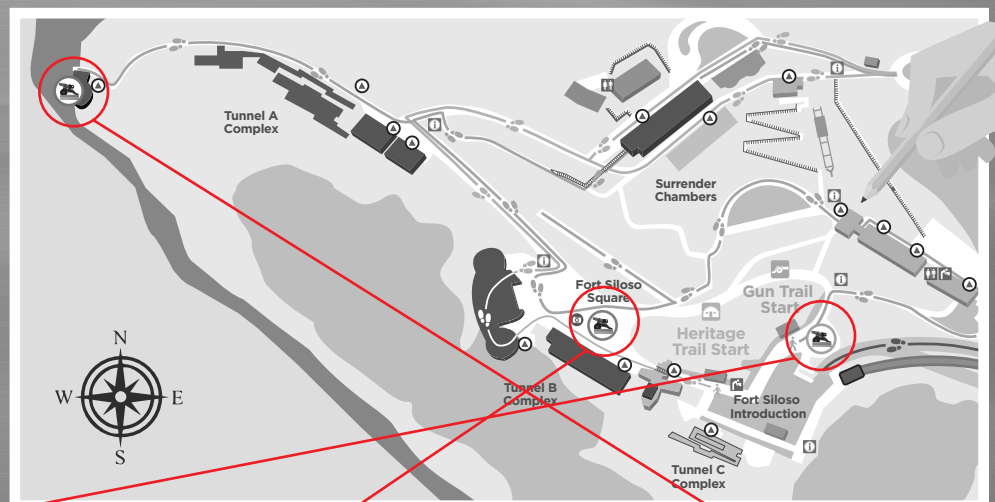 Tunnel A
Complex
Surrender
Chambers
Fort Siloso
Square
Gun Trail
Start
Heritage
Trail Start
Tunnel B
Complex
Fort Siloso
Introduction
Tunnel C
Complex
N
W
E
S
i
i
i
i
i
i